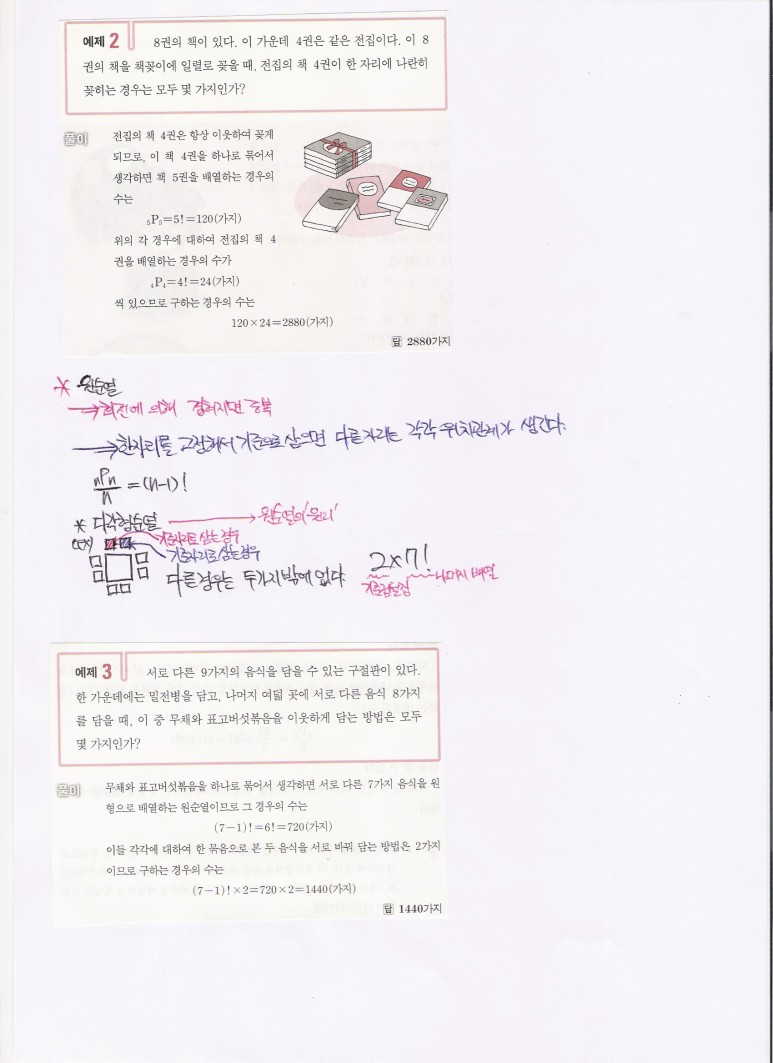 예제 2 8권의 책이 있다. 이 가운데 4권은 같은 전집이다. 이 8
권의 책을 책꽂이에 일렬로 꽂을 때, 전집의 책 4권이 한 자리에 나란히
꽂히는 경우는 모두 몇 가지인가?
풀이 전집의 책 4권은 항상 이웃하여 꽂게
되므로, 이 책 4권을 하나로 묶어서
생각하면 책 5권을 배열하는 경우의
수는
₅P₅=5!=120(가지)
위의 각 경우에 대하여 전집의 책 4
권을 배열하는 경우의 수가
₄P₄=4!=24(가지)
씩 있으므로 구하는 경우의 수는
120×24=2880(가지)
답 2880가지
* 원순열
→회전에 의해 겹쳐지면 중복
→한자리를 고정해서 기준으로 삼으면 다른자리는 각각 위치관계가 생긴다.
nPn/n = (n-1)!
* 다각형순열 → 원순열의 '원리'
ex) 기준자리로 삼는 경우
기준자리로 삼는 경우
다른경우는 두가지밖에 없다 2×7!
기준점설정 나머지 배열
예제 3 서로 다른 9가지의 음식을 담을 수 있는 구절판이 있다.
한 가운데에는 밀전병을 담고, 나머지 여덟 곳에 서로 다른 음식 8가지
를 담을 때, 이 중 무채와 표고버섯볶음을 이웃하게 담는 방법은 모두
몇 가지인가?
풀이 무채와 표고버섯볶음을 하나로 묶어서 생각하면 서로 다른 7가지 음식을 원
형으로 배열하는 원순열이므로 그 경우의 수는
(7-1)!=6!=720(가지)
이들 각각에 대하여 한 묶음으로 본 두 음식을 서로 바꿔 담는 방법은 2가지
이므로 구하는 경우의 수는
(7-1)!×2=720×2=1440(가지)
답 1440가지